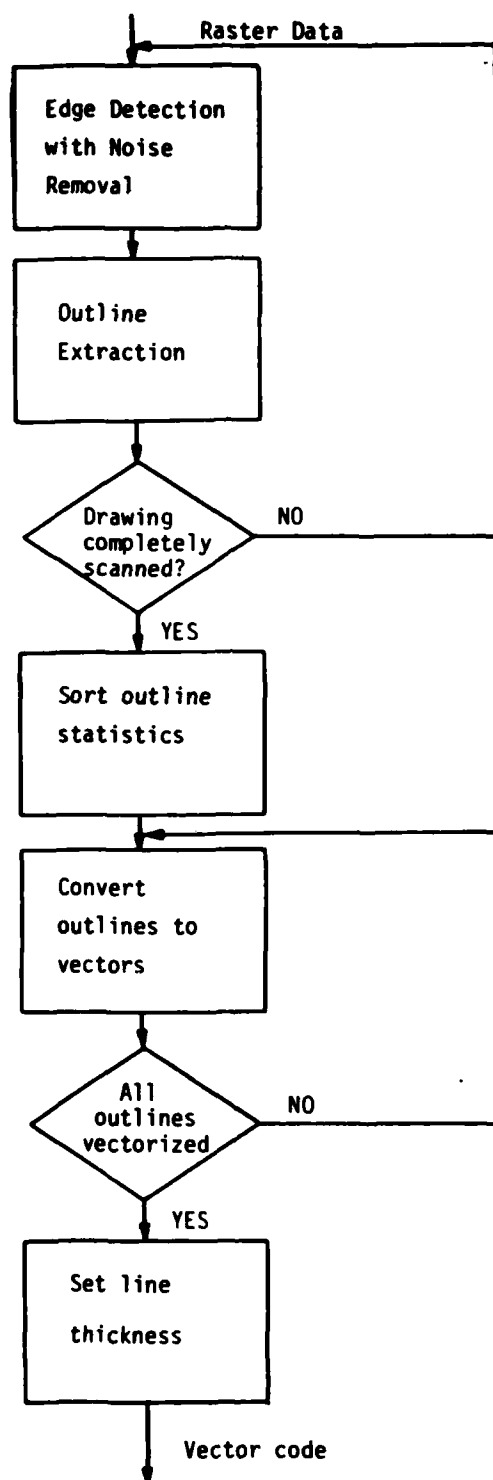 Raster Data
Edge Detection
with Noise
Removal
Outline
Extraction
Drawing
completely
scanned?
NO
YES
Sort outline
statistics
Convert
outlines to
vectors
All
outlines
vectorized
NO
YES
Set line
thickness
Vector code